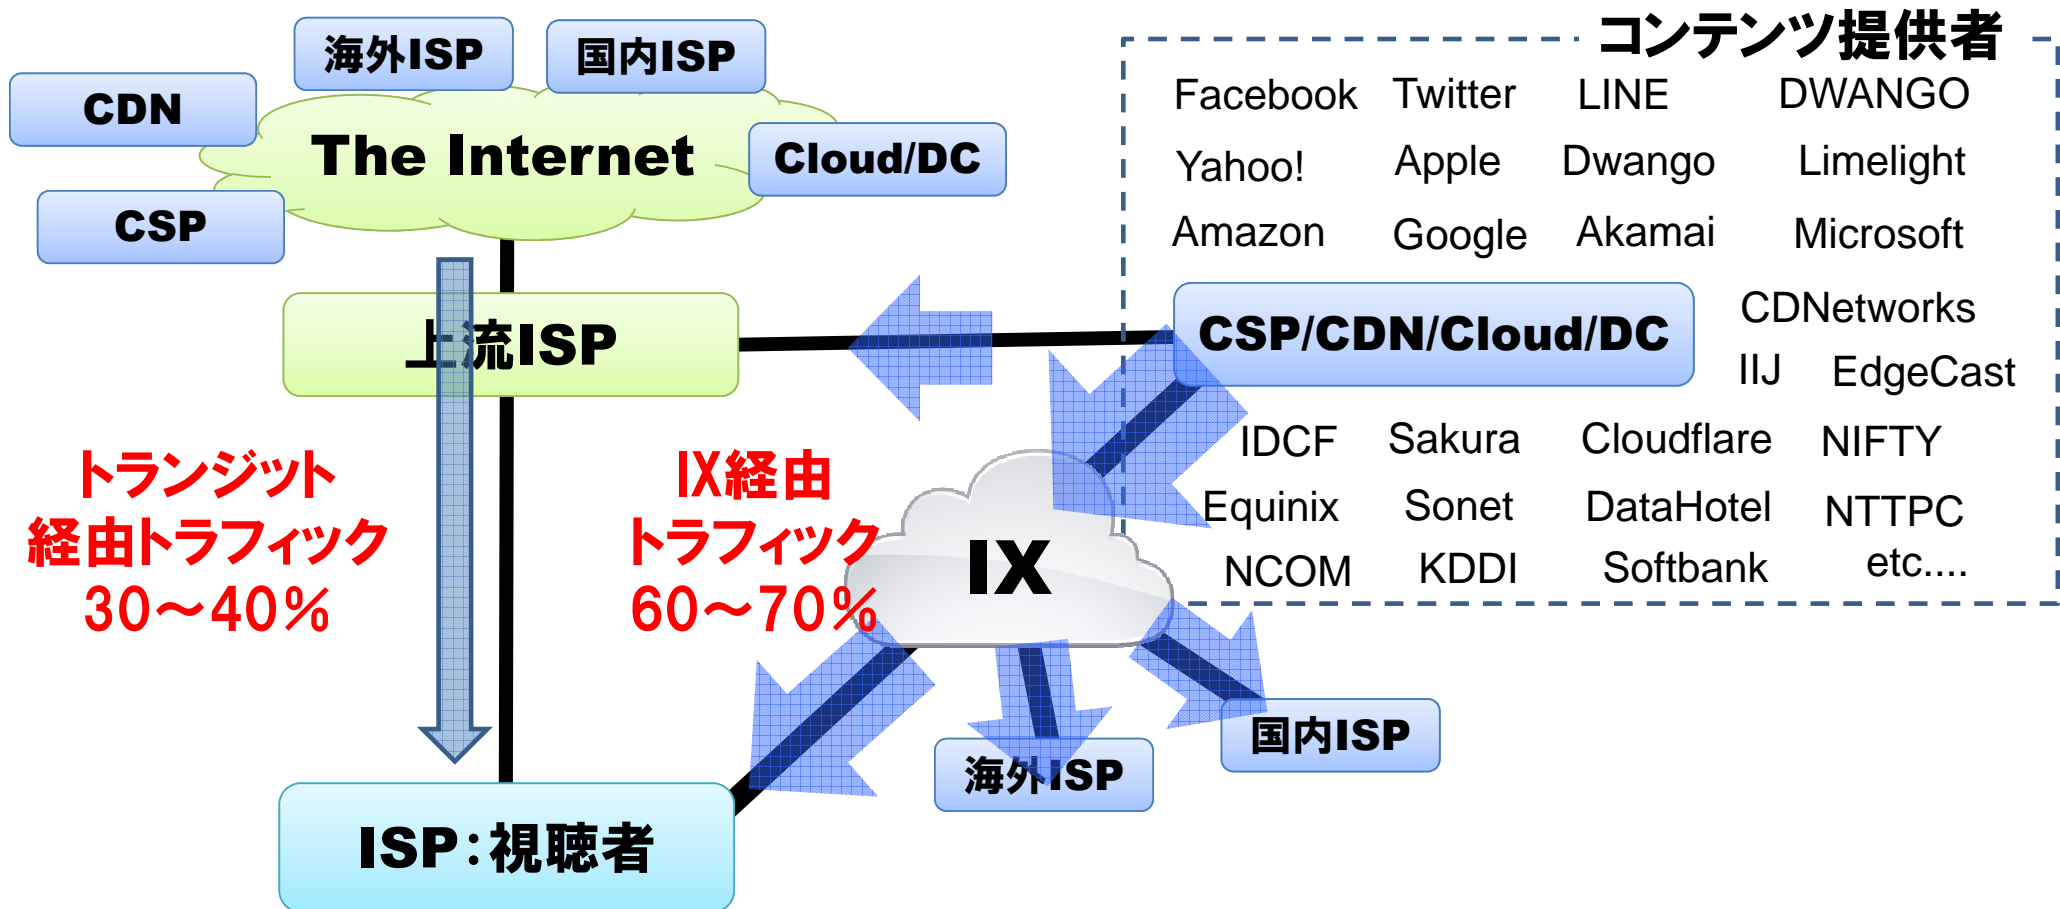 コンテンツ提供者
海外ISP
国内ISP
CDN
The Internet
Cloud/DC
CSP
Facebook Twitter LINE DWANGO
Yahoo! Apple Dwango Limelight
Amazon Google Akamai Microsoft
上流ISP
CSP/CDN/Cloud/DC
CDNetworks
IIJ EdgeCast
IDCF Sakura Cloudflare NIFTY
Equinix Sonet DataHotel NTTPC
NCOM KDDI Softbank etc....
トランジット
経由トラフィック
30～40％
IX経由
トラフィック
60～70％
IX
国内ISP
海外ISP
ISP：視聴者